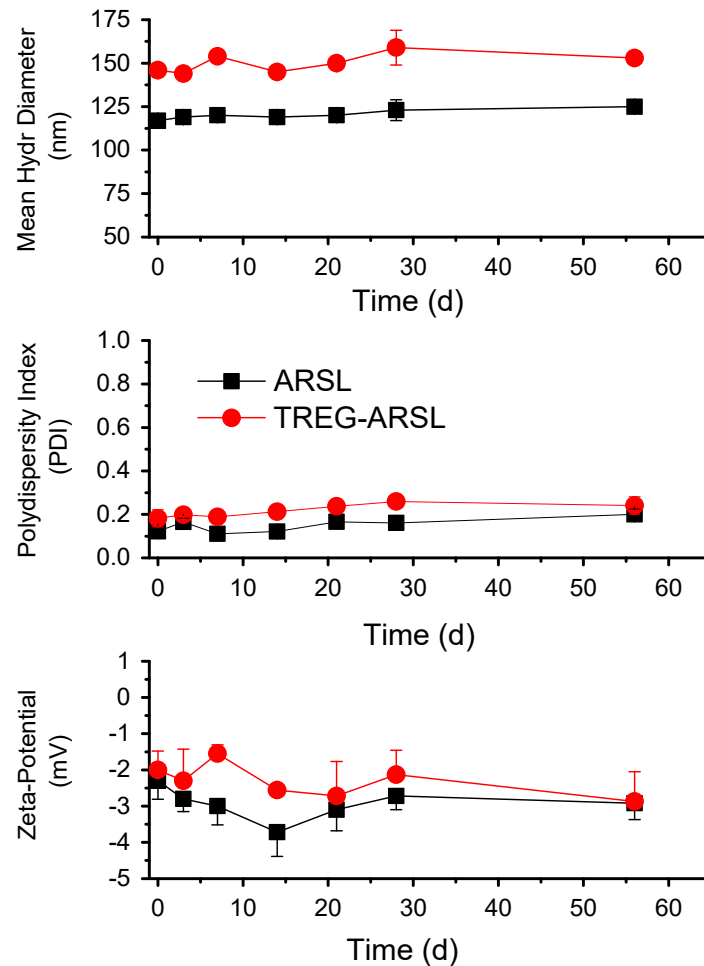 Mean Hydr Diameter
(nm)
175
150
125
100
75
50
0 10 20 30 40 50 60
Time (d)
Polydispersity Index
(PDI)
1.0
0.8
0.6
0.4
0.2
0.0
ARSL
TREG-ARSL
0 10 20 30 40 50 60
Time (d)
Zeta-Potential
(mV)
1
0
-1
-2
-3
-4
-5
0 10 20 30 40 50 60
Time (d)